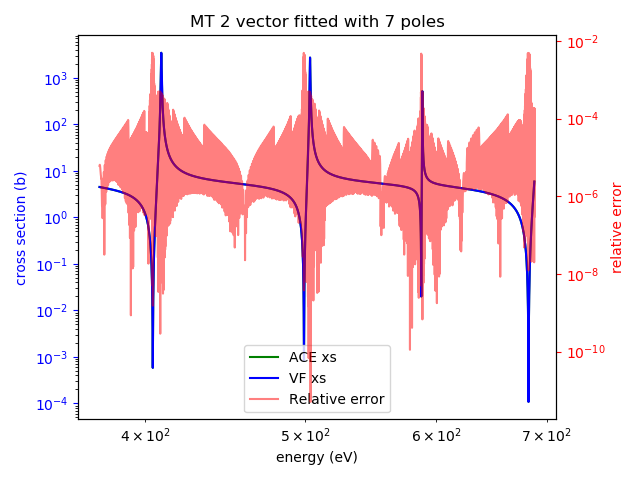 MT 2 vector fitted with 7 poles
cross section (b)
10³
10²
10¹
10⁰
10⁻¹
10⁻²
10⁻³
10⁻⁴
10⁻²
10⁻⁴
10⁻⁶
10⁻⁸
10⁻¹⁰
relative error
ACE xs
VF xs
Relative error
4 × 10² 5 × 10² 6 × 10² 7 × 10²
energy (eV)